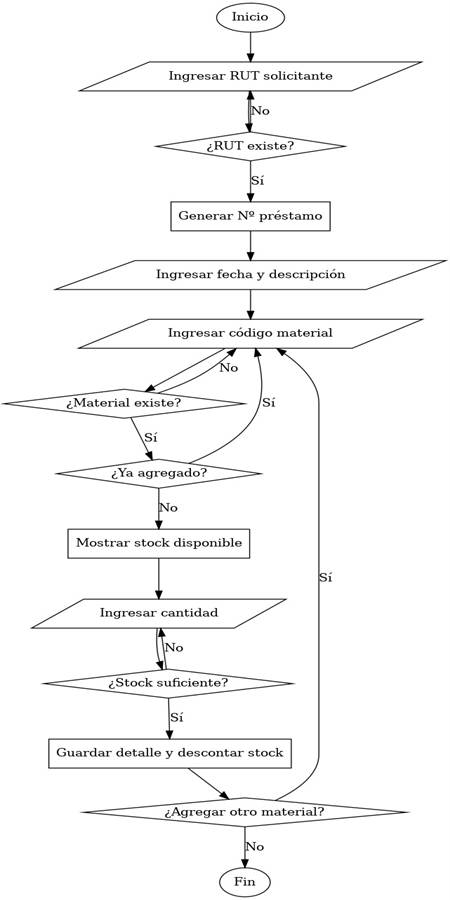 Inicio
Ingresar RUT solicitante
No
¿RUT existe?
Sí
Generar Nº préstamo
Ingresar fecha y descripción
Ingresar código material
No
¿Material existe?
Sí
Sí
¿Ya agregado?
No
Mostrar stock disponible
Sí
Ingresar cantidad
No
¿Stock suficiente?
Sí
Guardar detalle y descontar stock
¿Agregar otro material?
No
Fin